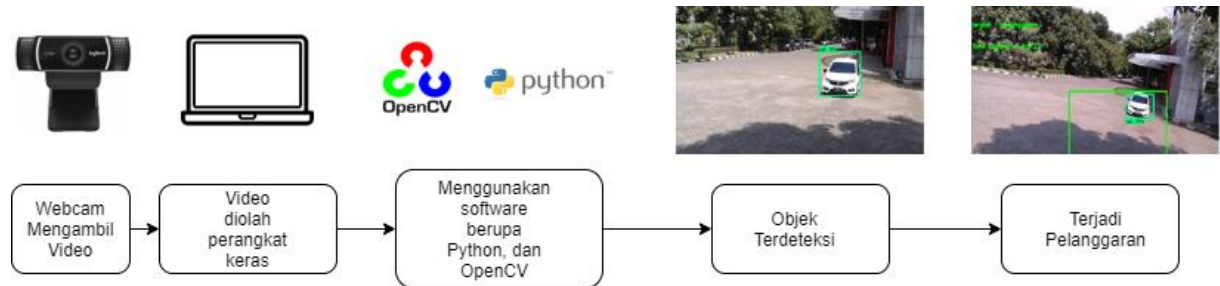 OpenCV
python
Webcam
Mengambil
Video
Video
diolah
perangkat
keras
Menggunakan
software
berupa
Python, dan
OpenCV
Objek
Terdeteksi
Terjadi
Pelanggaran